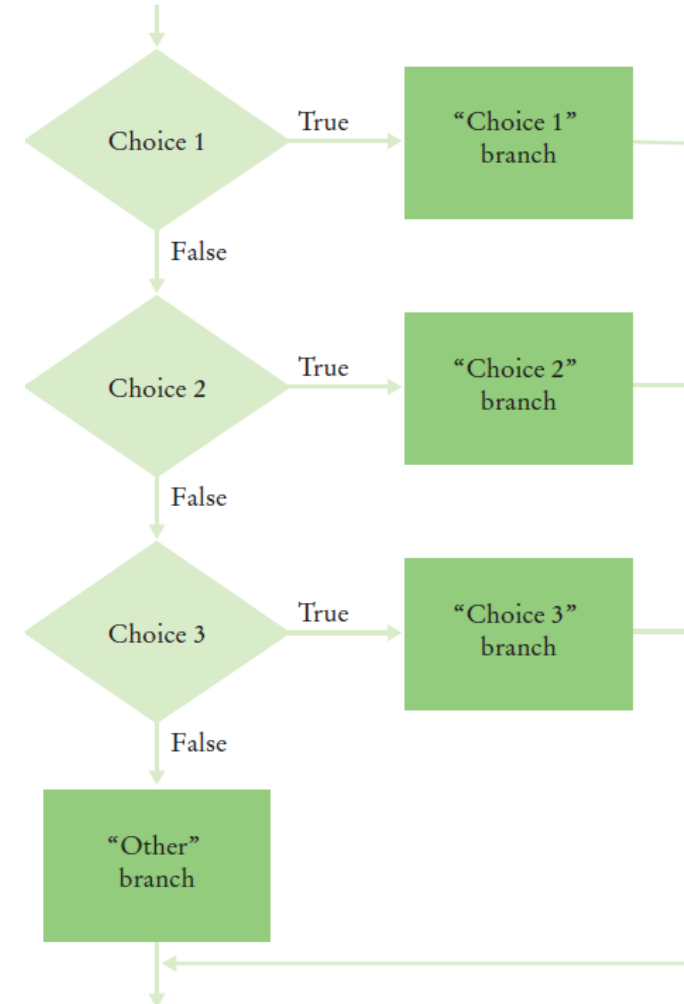 Choice 1
True
“Choice 1”
branch
False
Choice 2
True
“Choice 2”
branch
False
Choice 3
True
“Choice 3”
branch
False
“Other”
branch